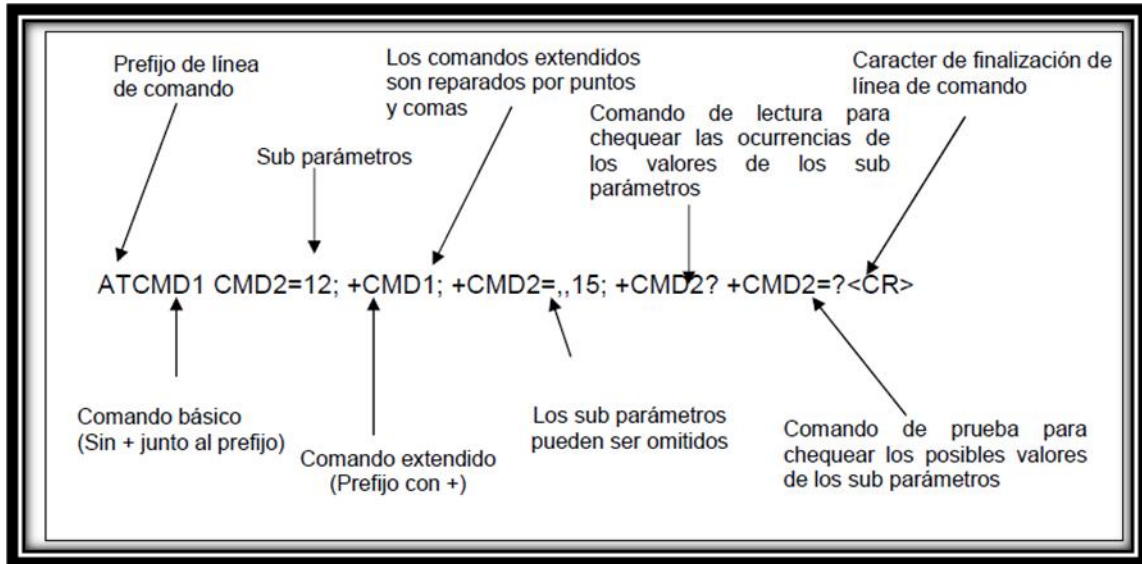 Prefijo de línea
de comando
Los comandos extendidos
son reparados por puntos
y comas
Caracter de finalización de
línea de comando
Comando de lectura para
chequear las ocurrencias de
los valores de los sub
parámetros
Sub parámetros
ATCMD1 CMD2=12; +CMD1; +CMD2=,,15; +CMD2? +CMD2=?<CR>
Comando básico
(Sin + junto al prefijo)
Comando extendido
(Prefijo con +)
Los sub parámetros
pueden ser omitidos
Comando de prueba para
chequear los posibles valores
de los sub parámetros